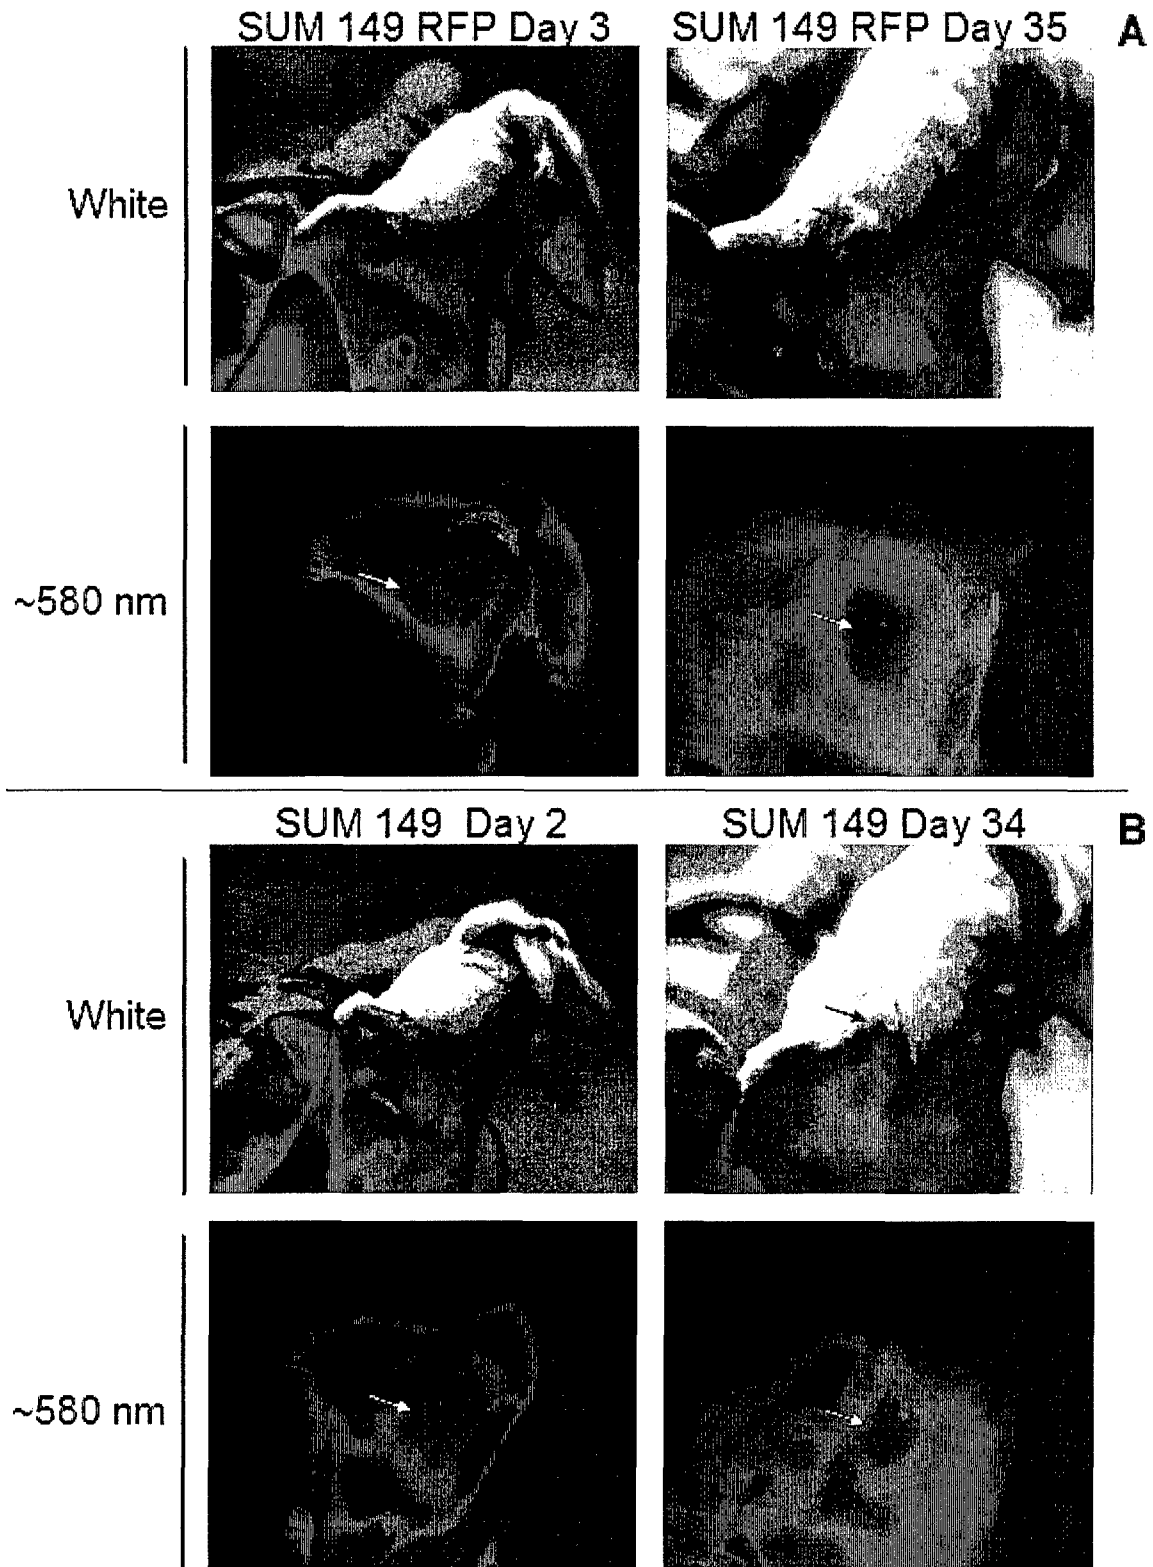 SUM 149 RFP Day 3
SUM 149 RFP Day 35
A
White
~580 nm
SUM 149 Day 2
SUM 149 Day 34
B
White
~580 nm